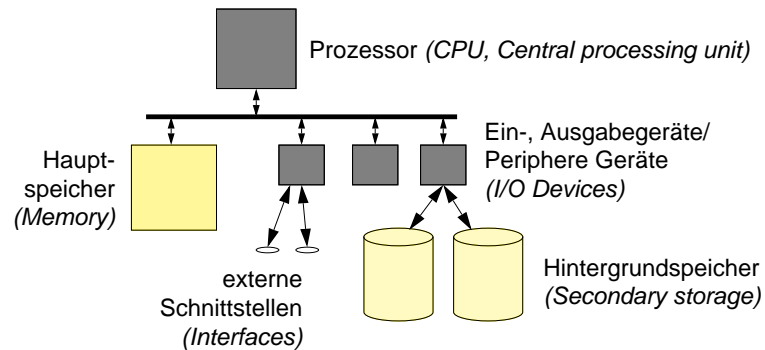 Prozessor (CPU, Central processing unit)
Haupt-
speicher
(Memory)
Ein-, Ausgabegeräte/
Periphere Geräte
(I/O Devices)
externe
Schnittstellen
(Interfaces)
Hintergrundspeicher
(Secondary storage)